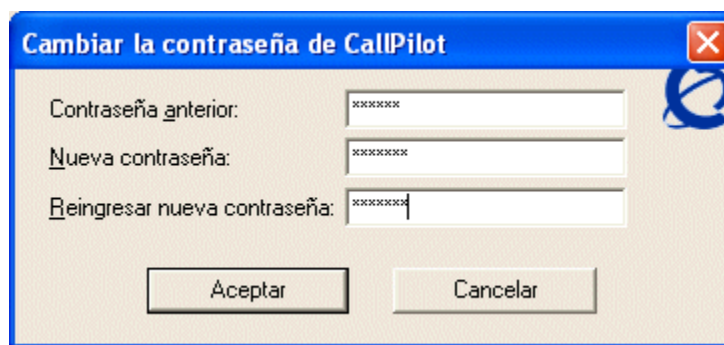 Cambiar la contraseña de CallPilot
Contraseña anterior: ******
Nueva contraseña: *******
Reingresar nueva contraseña: *******
Aceptar Cancelar